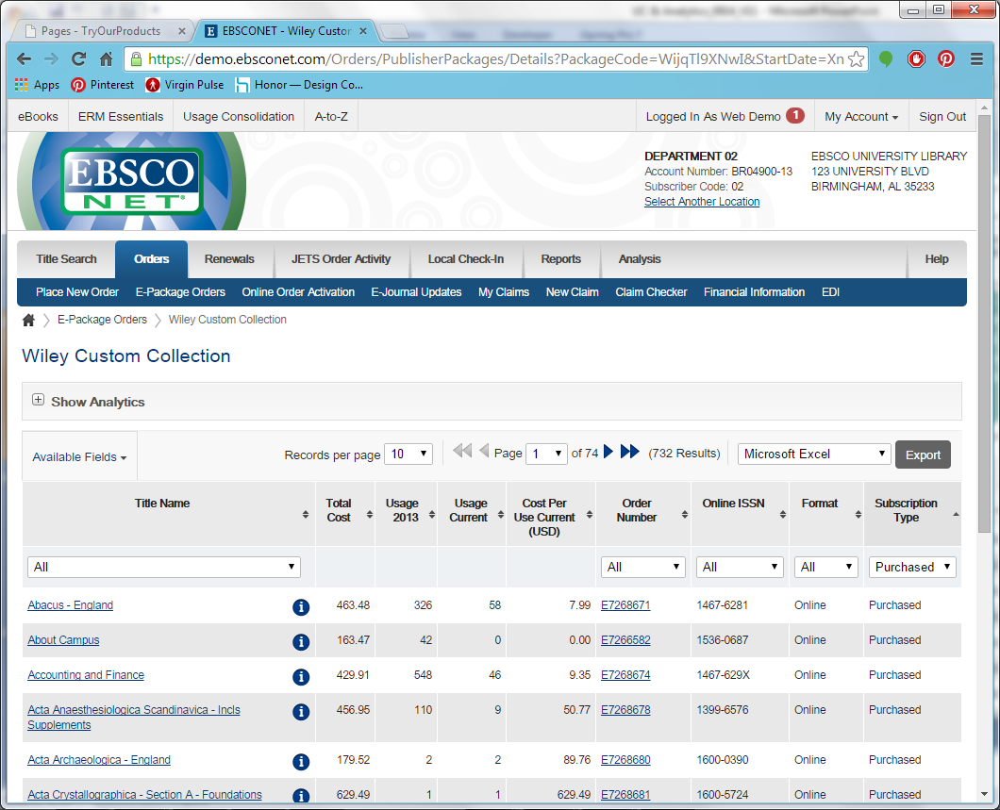 Pages - TryOurProducts
EBSCONET - Wiley Custor
https://demo.ebsconet.com/Orders/PublisherPackages/Details?PackageCode=WijqTl9XNwI&StartDate=Xn
Apps Pinterest Virgin Pulse Honor — Design Co...
eBooks ERM Essentials Usage Consolidation A-to-Z Logged In As Web Demo 1 My Account Sign Out
EBSCO
NET
DEPARTMENT 02
Account Number: BR04900-13
Subscriber Code: 02
Select Another Location
EBSCO UNIVERSITY LIBRARY
123 UNIVERSITY BLVD
BIRMINGHAM, AL 35233
Title Search Orders Renewals JETS Order Activity Local Check-In Reports Analysis Help
Place New Order E-Package Orders Online Order Activation E-Journal Updates My Claims New Claim Claim Checker Financial Information EDI
E-Package Orders Wiley Custom Collection
Wiley Custom Collection
Show Analytics
Available Fields Records per page 10 Page 1 of 74 (732 Results) Microsoft Excel Export
Title Name Total Cost Usage 2013 Usage Current Cost Per Use Current (USD) Order Number Online ISSN Format Subscription Type
All All All All Purchased
Abacus - England 463.48 326 58 7.99 E7268671 1467-6281 Online Purchased
About Campus 163.47 42 0 0.00 E7266582 1536-0687 Online Purchased
Accounting and Finance 429.91 548 46 9.35 E7268674 1467-629X Online Purchased
Acta Anaesthesiologica Scandinavica - Incls 456.95 110 9 50.77 E7268678 1399-6576 Online Purchased
Supplements
Acta Archaeologica - England 179.52 2 2 89.76 E7268680 1600-0390 Online Purchased
Acta Crystallographica - Section A - Foundations 629.49 1 1 629.49 E7268681 1600-5724 Online Purchased